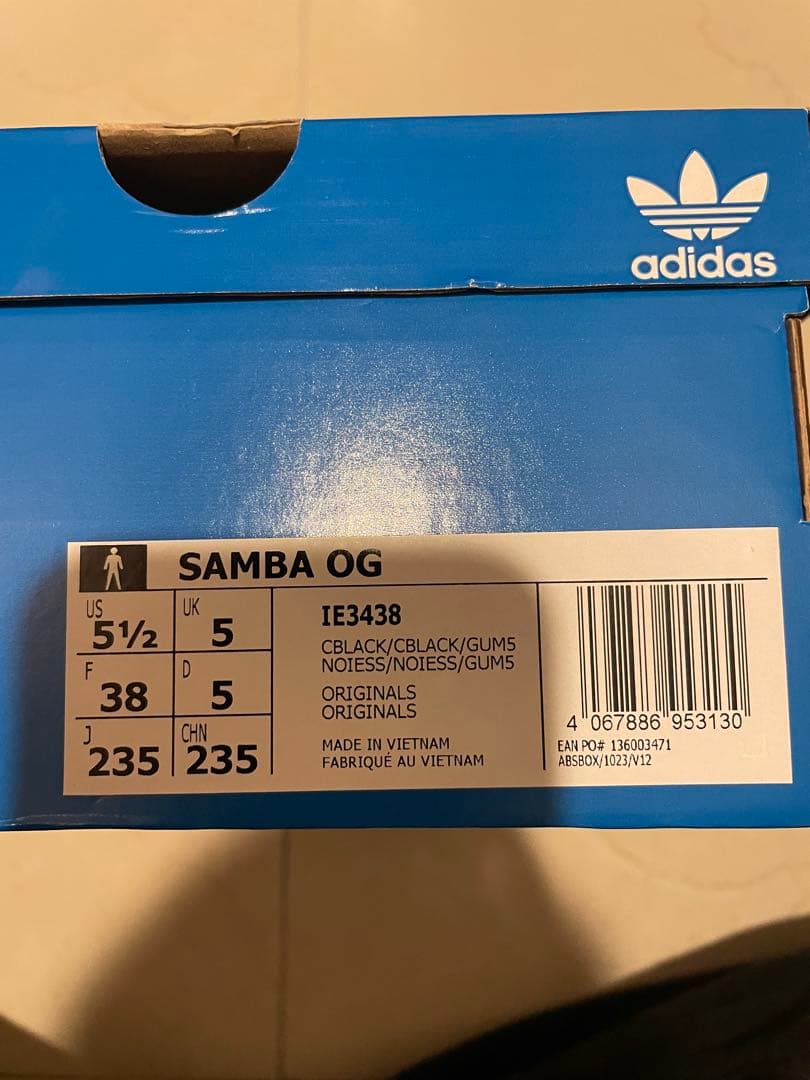 adidas
SAMBA OG
US 5½ UK 5
F 38 D 5
J 235 CHN 235
IE3438
CBLACK/CBLACK/GUM5
NOIESS/NOIESS/GUM5
ORIGINALS
ORIGINALS
MADE IN VIETNAM
FABRIQUÉ AU VIETNAM
4 067886 953130
EAN PO# 136003471
ABSBOX/1023/V12